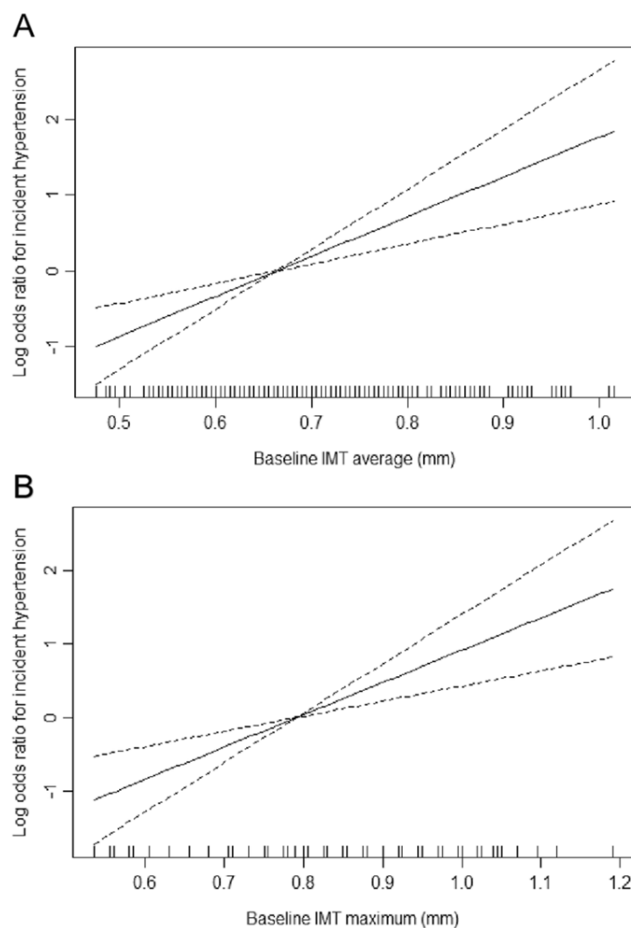 A
Log odds ratio for incident hypertension
2
1
0
-1
0.5 0.6 0.7 0.8 0.9 1.0
Baseline IMT average (mm)
B
Log odds ratio for incident hypertension
2
1
0
-1
0.6 0.7 0.8 0.9 1.0 1.1 1.2
Baseline IMT maximum (mm)